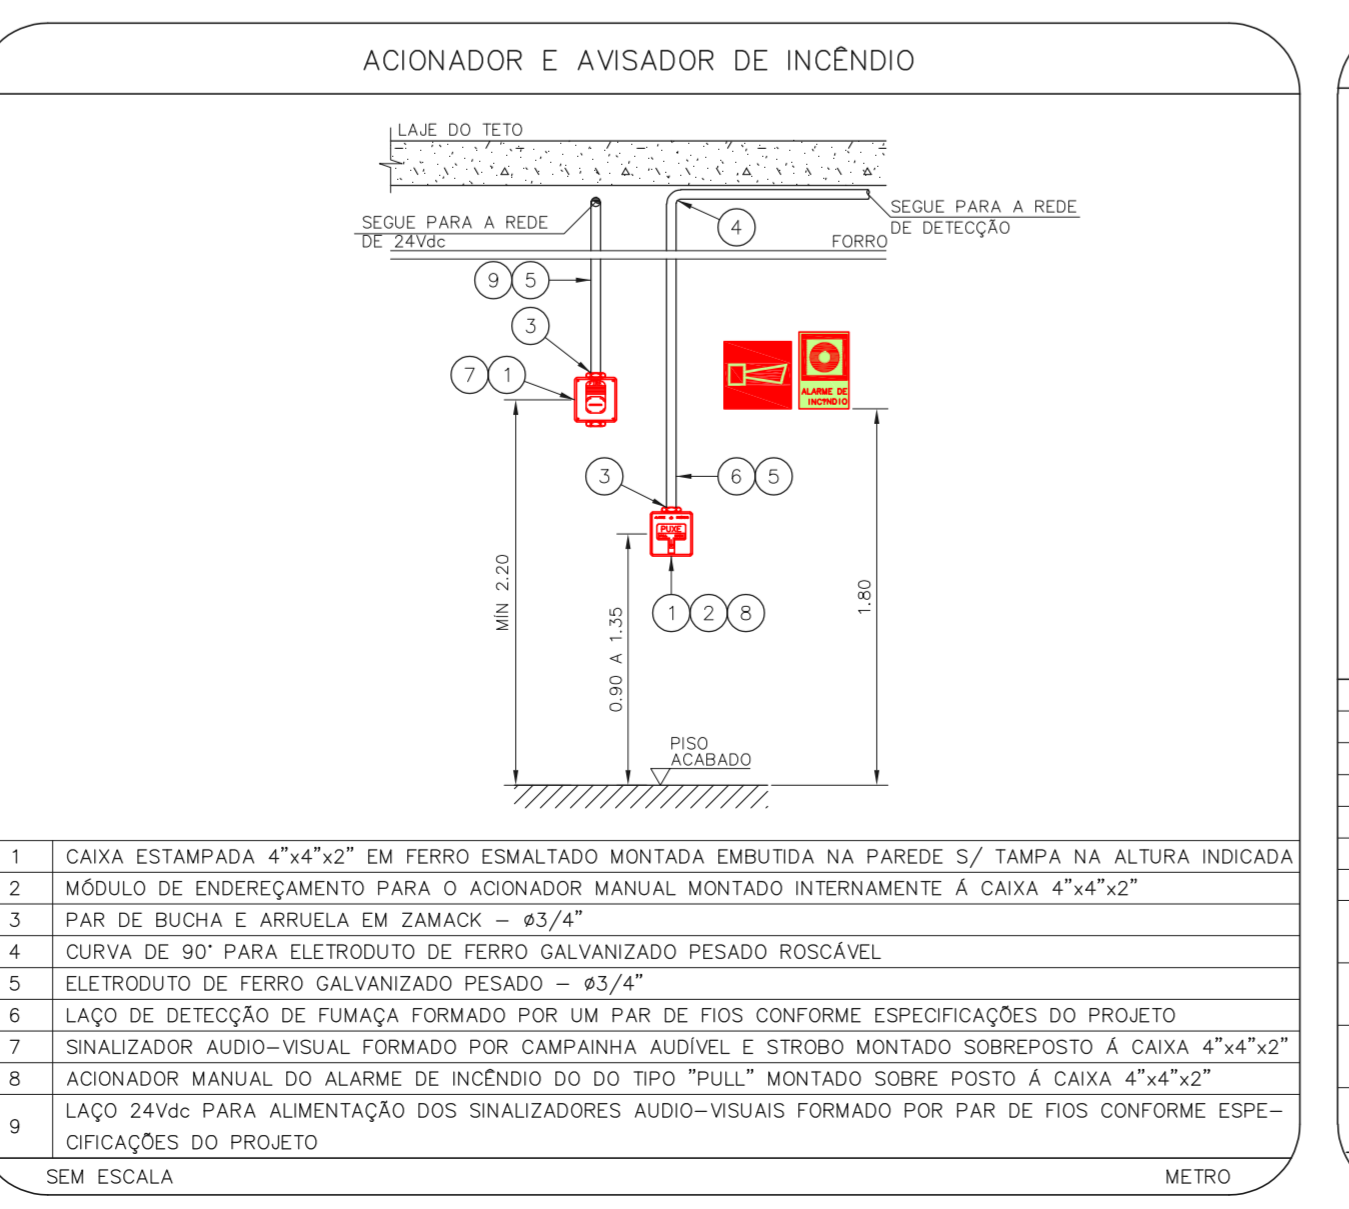 ACIONADOR E AVISADOR DE INCÊNDIO
LAJE DO TETO
SEGUE PARA A REDE
DE 24Vdc
SEGUE PARA A REDE
DE DETECÇÃO
4
FORRO
9 5
3
7 1
ALARME DE
INC?NDIO
3
6 5
PUXE
MÍN 2.20
0.90 A 1.35
1.80
1 2 8
PISO
ACABADO
1 CAIXA ESTAMPADA 4"x4"x2" EM FERRO ESMALTADO MONTADA EMBUTIDA NA PAREDE S/ TAMPA NA ALTURA INDICADA
2 MÓDULO DE ENDEREÇAMENTO PARA O ACIONADOR MANUAL MONTADO INTERNAMENTE Á CAIXA 4"x4"x2"
3 PAR DE BUCHA E ARRUELA EM ZAMACK – ø3/4"
4 CURVA DE 90° PARA ELETRODUTO DE FERRO GALVANIZADO PESADO ROSCÁVEL
5 ELETRODUTO DE FERRO GALVANIZADO PESADO – ø3/4"
6 LAÇO DE DETECÇÃO DE FUMAÇA FORMADO POR UM PAR DE FIOS CONFORME ESPECIFICAÇÕES DO PROJETO
7 SINALIZADOR AUDIO–VISUAL FORMADO POR CAMPAINHA AUDÍVEL E STROBO MONTADO SOBREPOSTO Á CAIXA 4"x4"x2"
8 ACIONADOR MANUAL DO ALARME DE INCÊNDIO DO DO TIPO "PULL" MONTADO SOBRE POSTO Á CAIXA 4"x4"x2"
9 LAÇO 24Vdc PARA ALIMENTAÇÃO DOS SINALIZADORES AUDIO–VISUAIS FORMADO POR PAR DE FIOS CONFORME ESPE–
CIFICAÇÕES DO PROJETO
SEM ESCALA METRO